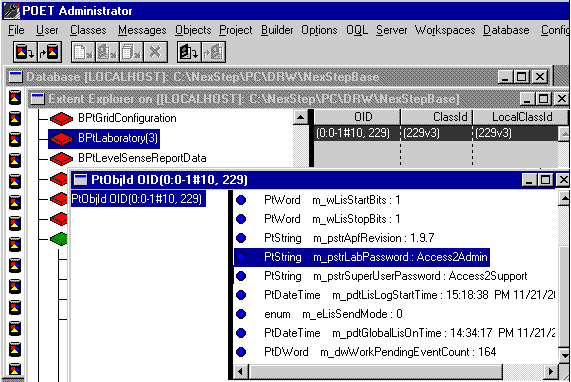 POET Administrator
File User Classes Messages Objects Project Builder Options OQL Server Workspaces Database Config
Database [LOCALHOST]: C:\NexStep\PC\DRW\NexStepBase
Extent Explorer on [[LOCALHOST]: C:\NexStep\PC\DRW\NexStepBase]
BPtGridConfiguration
BPtLaboratory(3)
BPtLevelSenseReportData
OID ClassId LocalClassId
(0:0-1#10, 229) (229v3) (229v3)
PtObjId OID(0:0-1#10, 229)
PtObjId OID(0:0-1#10, 229)
PtWord m_wLisStartBits : 1
PtWord m_wLisStopBits : 1
PtString m_pstrApfRevision : 1.9.7
PtString m_pstrLabPassword : Access2Admin
PtString m_pstrSuperUserPassword : Access2Support
PtDateTime m_pdtLisLogStartTime : 15:18:38 PM 11/21/2
enum m_eLisSendMode : 0
PtDateTime m_pdtGlobalLisOnTime : 14:34:17 PM 11/21/2
PtDWord m_dwWorkPendingEventCount : 164